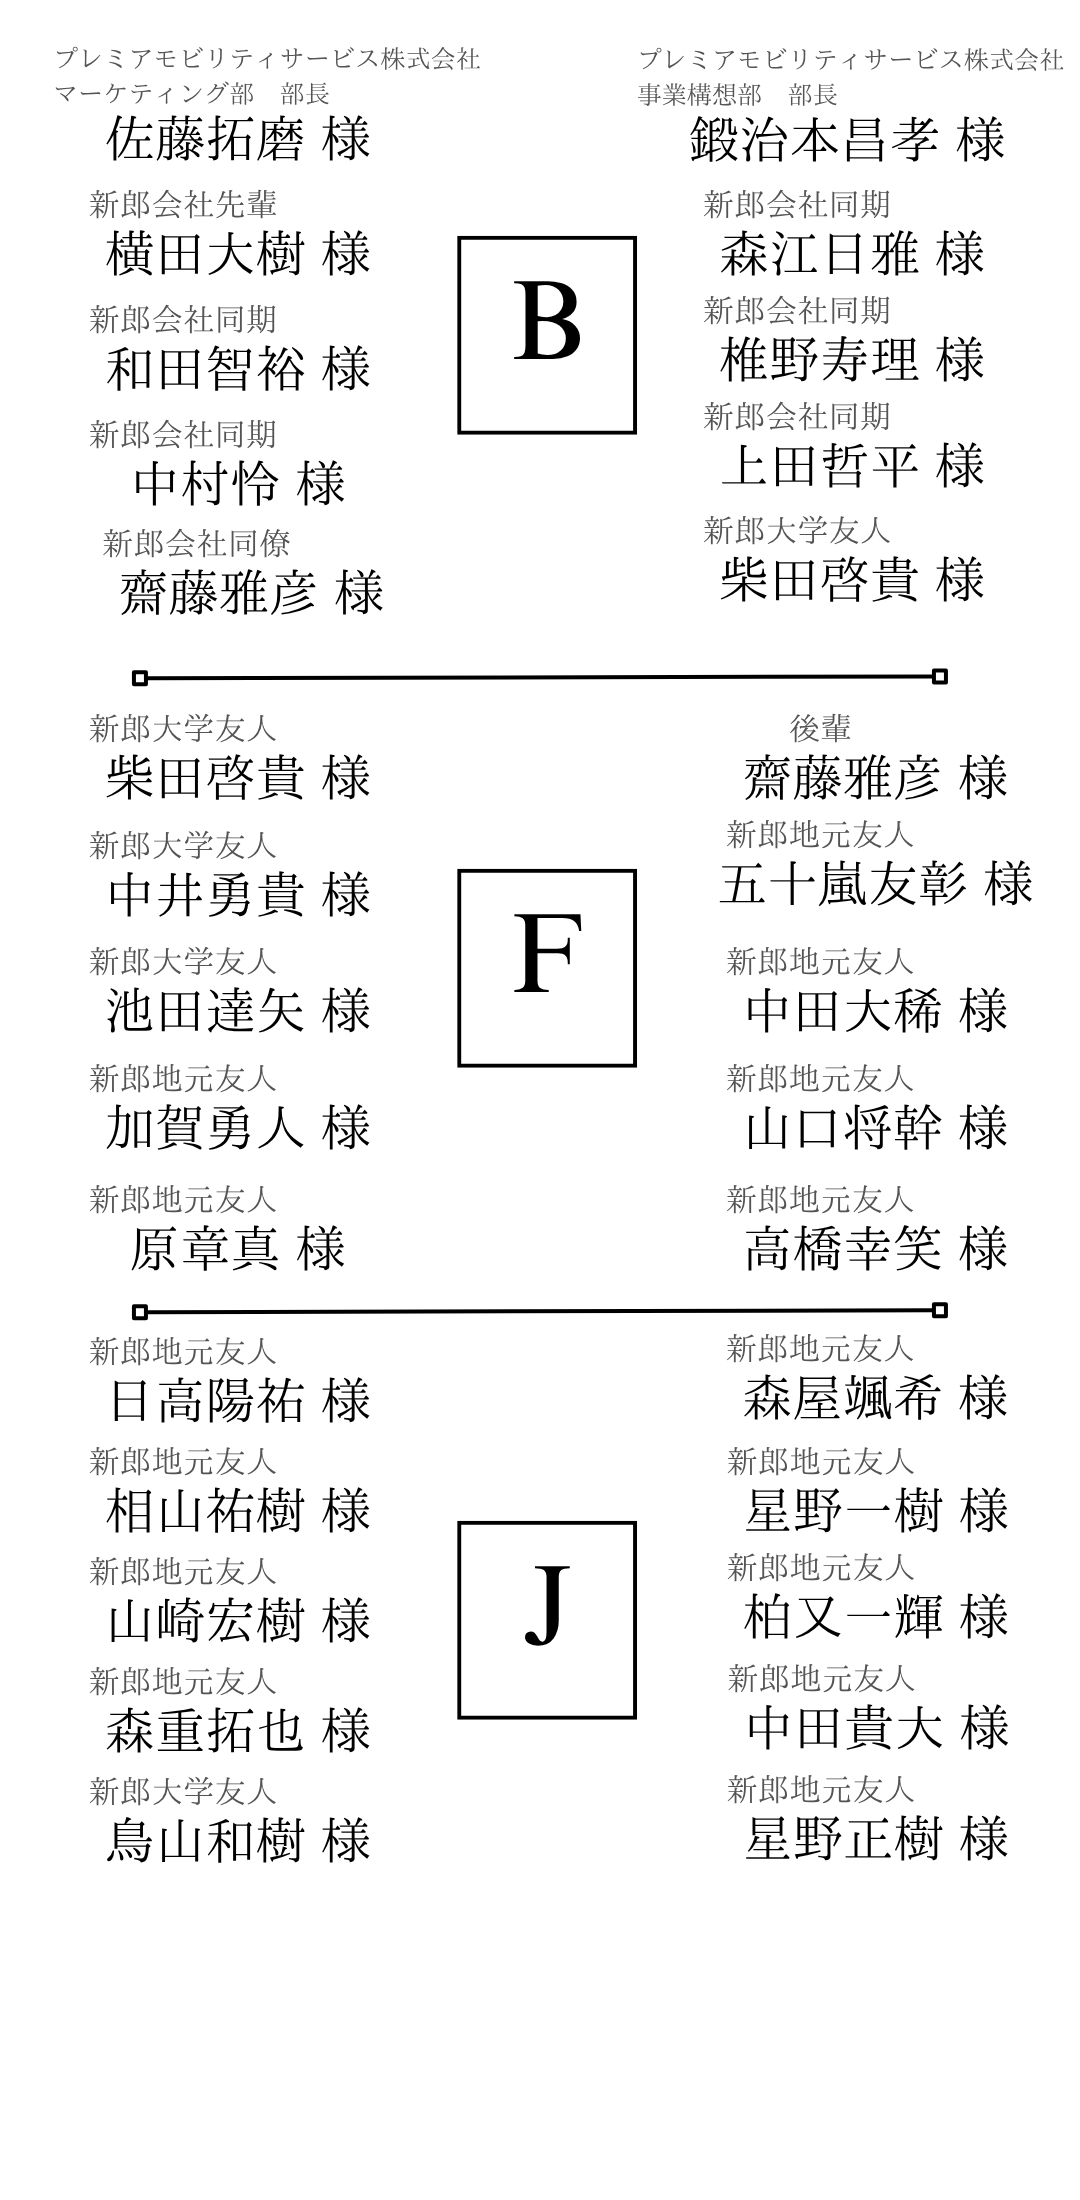 プレミアモビリティサービス株式会社
マーケティング部　部長
佐藤拓磨 様
新郎会社先輩
横田大樹 様
新郎会社同期
和田智裕 様
新郎会社同期
中村怜 様
新郎会社同僚
齋藤雅彦 様
B
プレミアモビリティサービス株式会社
事業構想部　部長
鍛治本昌孝 様
新郎会社同期
森江日雅 様
新郎会社同期
椎野寿理 様
新郎会社同期
上田哲平 様
新郎大学友人
柴田啓貴 様
新郎大学友人
柴田啓貴 様
新郎大学友人
中井勇貴 様
新郎大学友人
池田達矢 様
新郎地元友人
加賀勇人 様
新郎地元友人
原章真 様
F
後輩
齋藤雅彦 様
新郎地元友人
五十嵐友彰 様
新郎地元友人
中田大稀 様
新郎地元友人
山口将幹 様
新郎地元友人
高橋幸笑 様
新郎地元友人
日高陽祐 様
新郎地元友人
相山祐樹 様
新郎地元友人
山崎宏樹 様
新郎地元友人
森重拓也 様
新郎大学友人
鳥山和樹 様
J
新郎地元友人
森屋颯希 様
新郎地元友人
星野一樹 様
新郎地元友人
柏又一輝 様
新郎地元友人
中田貴大 様
新郎地元友人
星野正樹 様